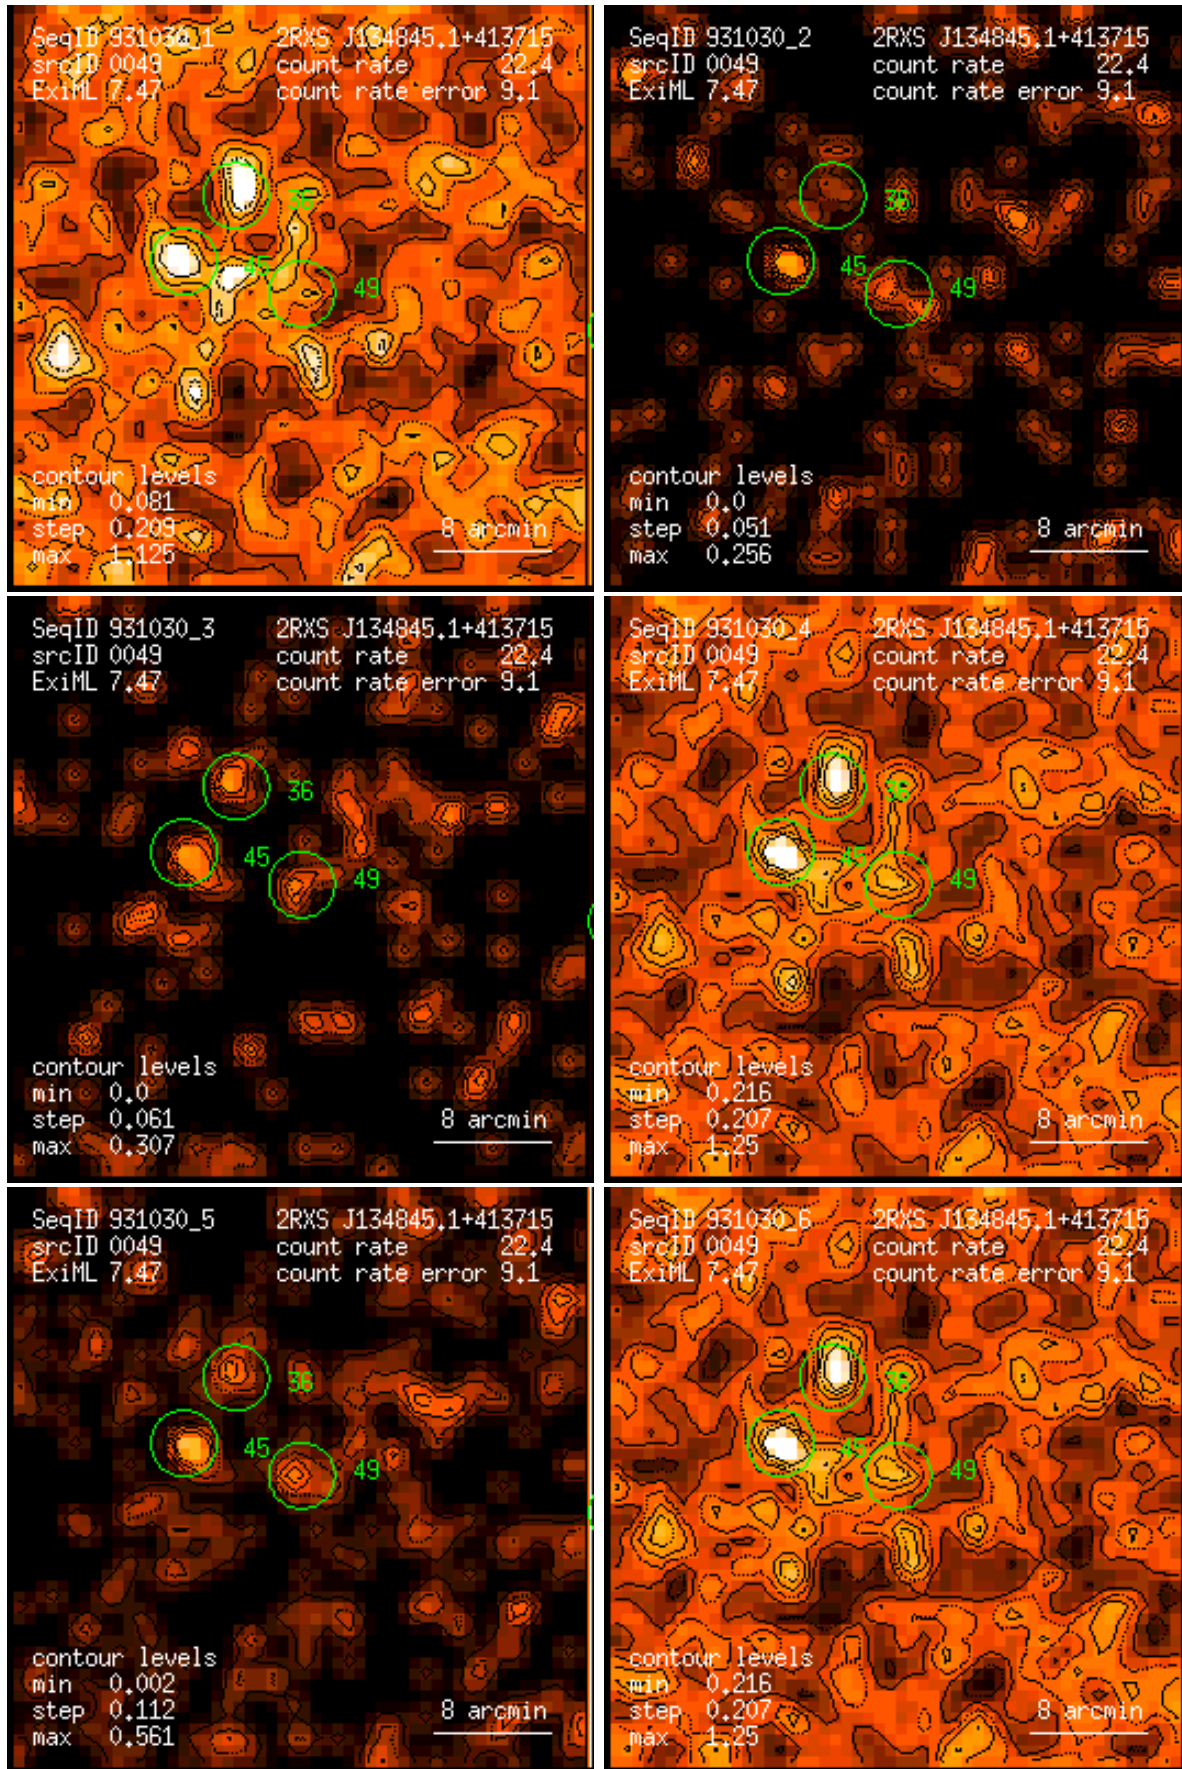 SeqID 931030_1 2RXS J134845.1+413715
srcID 0049 count rate 22.4
ExiML 7.47 count rate error 9.1
36
45
49
contour levels
min 0.081
step 0.209 8 arcmin
max 1.125
SeqID 931030_2 2RXS J134845.1+413715
srcID 0049 count rate 22.4
ExiML 7.47 count rate error 9.1
36
45
49
contour levels
min 0.0
step 0.051 8 arcmin
max 0.256
SeqID 931030_3 2RXS J134845.1+413715
srcID 0049 count rate 22.4
ExiML 7.47 count rate error 9.1
36
45
49
contour levels
min 0.0
step 0.061 8 arcmin
max 0.307
SeqID 931030_4 2RXS J134845.1+413715
srcID 0049 count rate 22.4
ExiML 7.47 count rate error 9.1
36
45
49
contour levels
min 0.216
step 0.207 8 arcmin
max 1.25
SeqID 931030_5 2RXS J134845.1+413715
srcID 0049 count rate 22.4
ExiML 7.47 count rate error 9.1
36
45
49
contour levels
min 0.002
step 0.112 8 arcmin
max 0.561
SeqID 931030_6 2RXS J134845.1+413715
srcID 0049 count rate 22.4
ExiML 7.47 count rate error 9.1
36
45
49
contour levels
min 0.216
step 0.207 8 arcmin
max 1.25